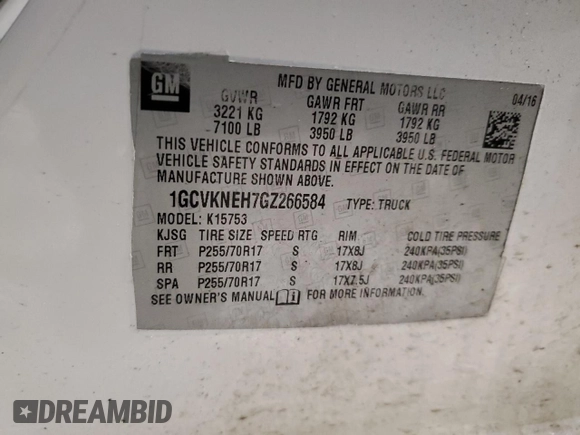 GM
MFD BY GENERAL MOTORS LLC
04/16
GVWR GAWR FRT GAWR RR
3221 KG 1792 KG 1792 KG
7100 LB 3950 LB 3950 LB
THIS VEHICLE CONFORMS TO ALL APPLICABLE U.S. FEDERAL MOTOR
VEHICLE SAFETY STANDARDS IN EFFECT ON THE DATE OF
MANUFACTURE SHOWN ABOVE.
1GCVKNEH7GZ266584 TYPE: TRUCK
MODEL: K15753
KJSG TIRE SIZE SPEED RTG RIM COLD TIRE PRESSURE
FRT P255/70R17 S 17X8J 240KPA(35PSI)
RR P255/70R17 S 17X8J 240KPA(35PSI)
SPA P255/70R17 S 17X7.5J 240KPA(35PSI)
SEE OWNER'S MANUAL FOR MORE INFORMATION.
DREAMBID